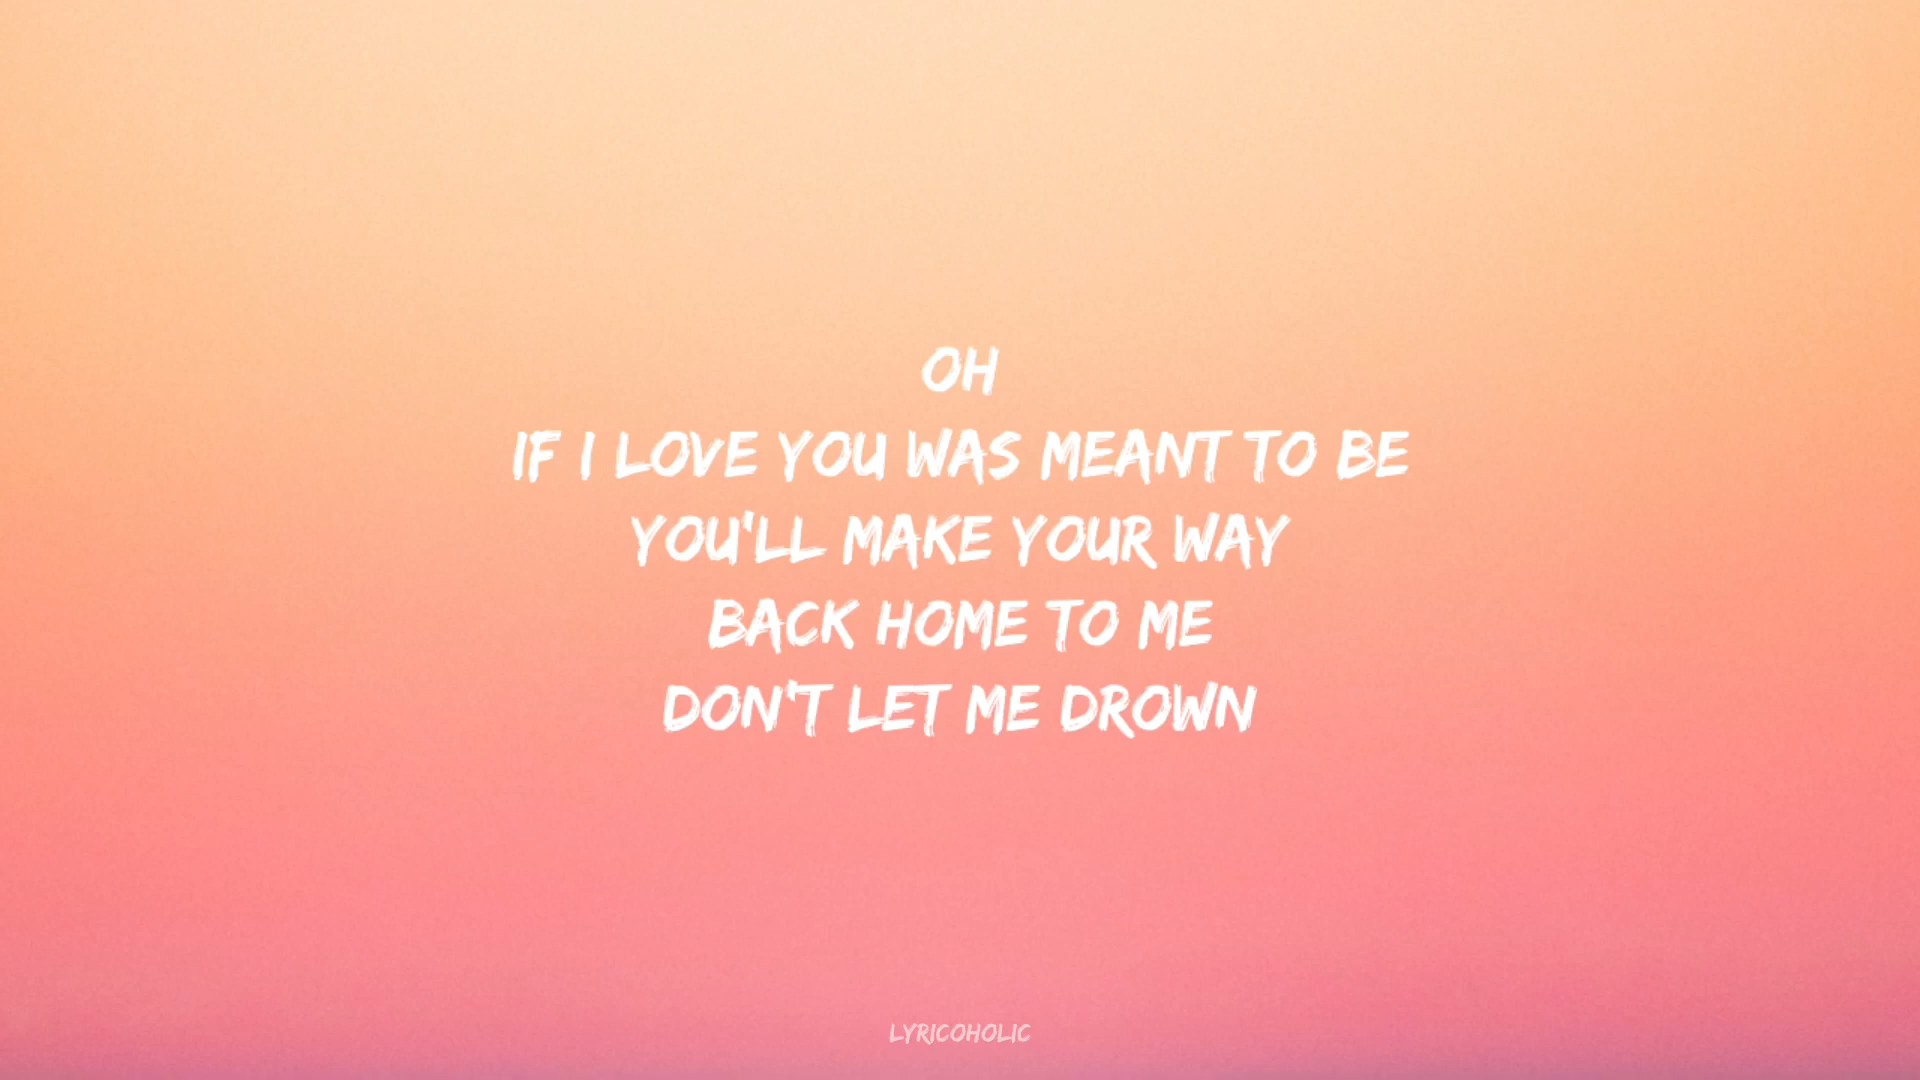 OH
IF I LOVE YOU WAS MEANT TO BE
YOU'LL MAKE YOUR WAY
BACK HOME TO ME
DON'T LET ME DROWN
LYRICOHOLIC